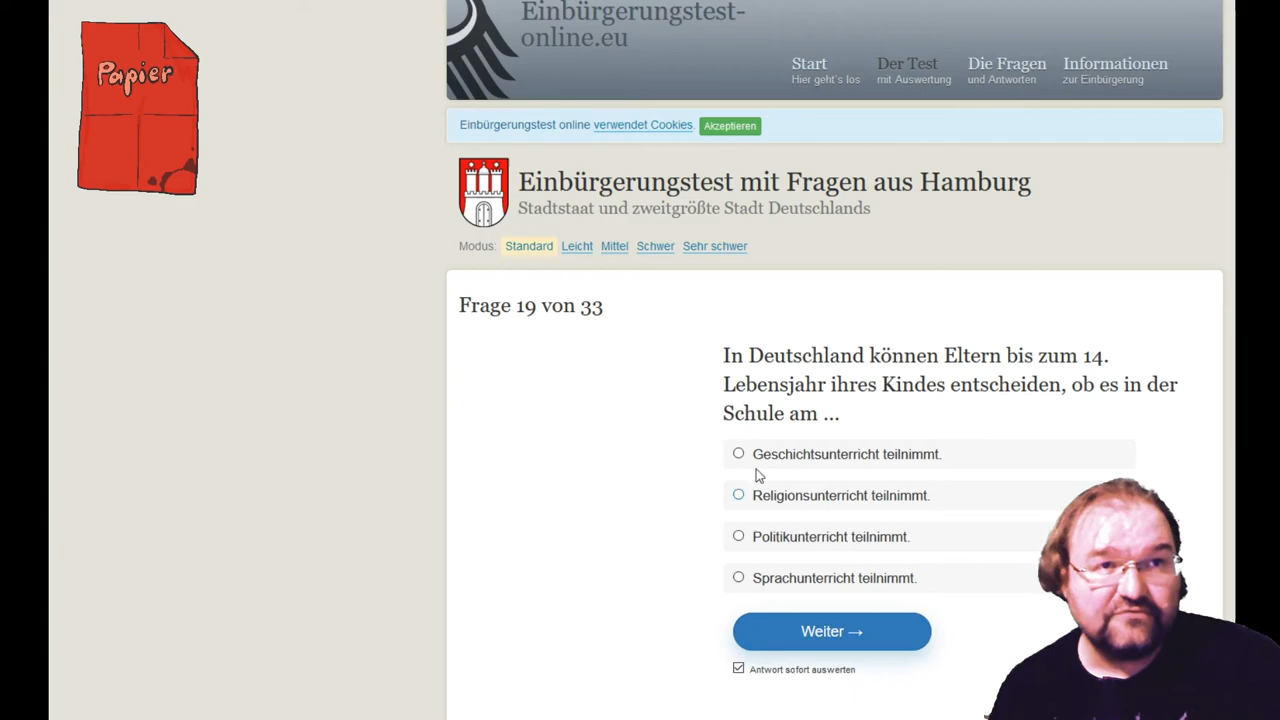 Papier
Einbürgerungstest-
online.eu
Start
Hier geht's los
Der Test
mit Auswertung
Die Fragen
und Antworten
Informationen
zur Einbürgerung
Einbürgerungstest online verwendet Cookies. Akzeptieren
Einbürgerungstest mit Fragen aus Hamburg
Stadtstaat und zweitgrößte Stadt Deutschlands
Modus: Standard Leicht Mittel Schwer Sehr schwer
Frage 19 von 33
In Deutschland können Eltern bis zum 14.
Lebensjahr ihres Kindes entscheiden, ob es in der
Schule am ...
Geschichtsunterricht teilnimmt.
Religionsunterricht teilnimmt.
Politikunterricht teilnimmt.
Sprachunterricht teilnimmt.
Weiter →
Antwort sofort auswerten